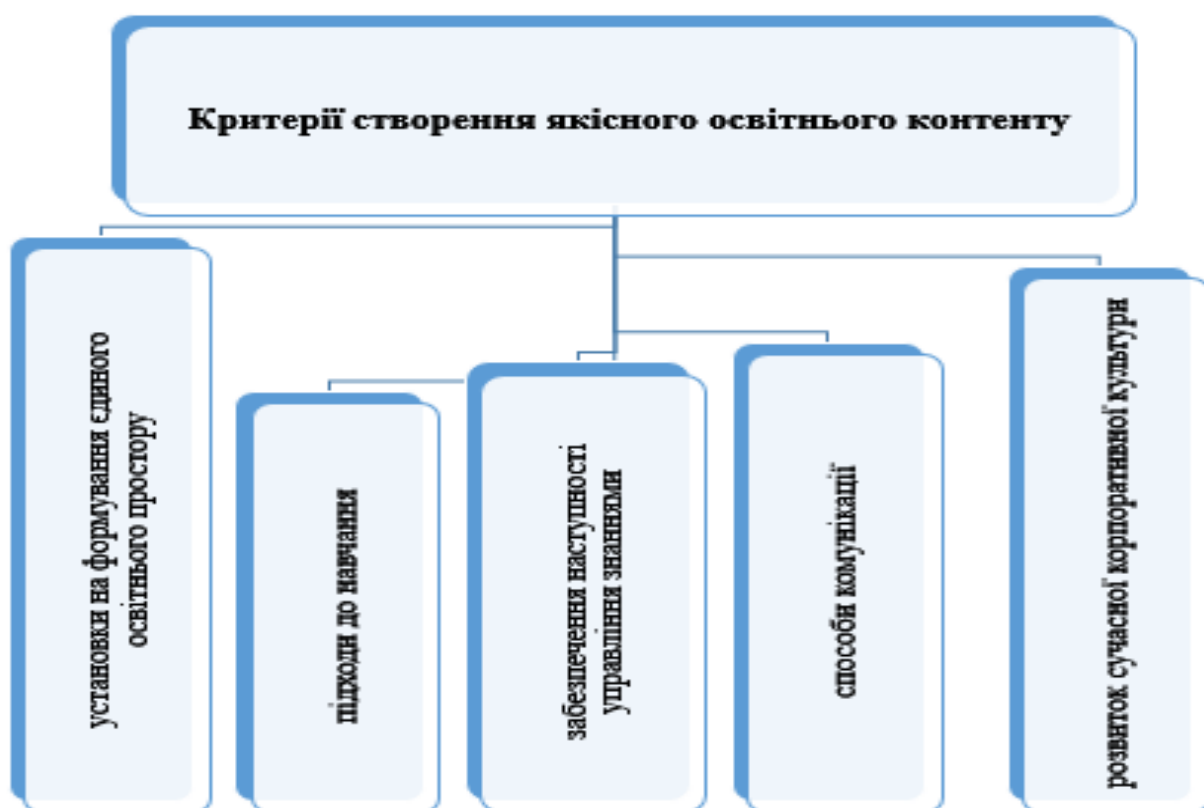 Критерії створення якісного освітнього контенту
установки на формування єдиного
освітнього простору
підходи до навчання
забезпечення наступності
управління знаннями
способи комунікації
розвиток сучасної корпоративної культури